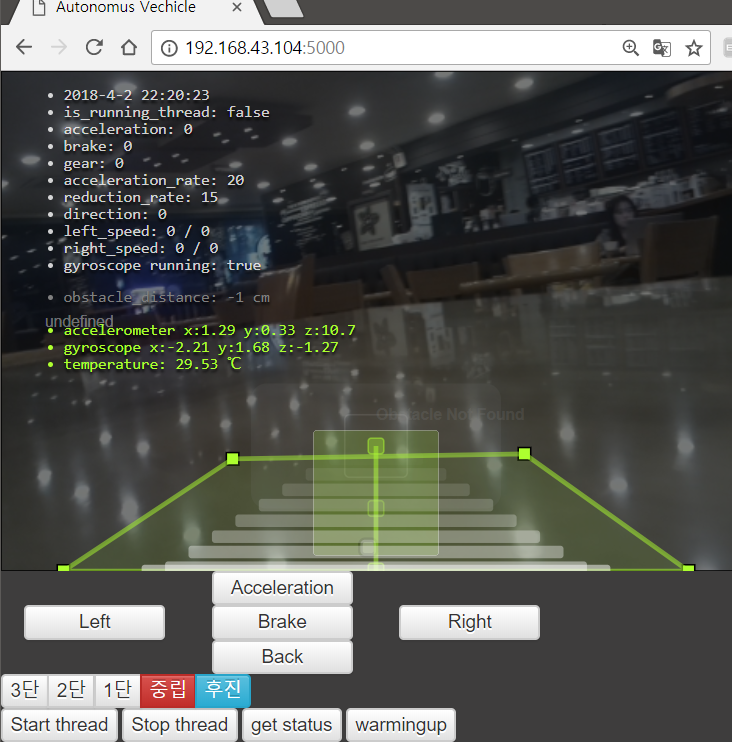 Autonomus Vechicle
192.168.43.104:5000
2018-4-2 22:20:23
is_running_thread: false
acceleration: 0
brake: 0
gear: 0
acceleration_rate: 20
reduction_rate: 15
direction: 0
left_speed: 0 / 0
right_speed: 0 / 0
gyroscope running: true
obstacle_distance: -1 cm
undefined
accelerometer x:1.29 y:0.33 z:10.7
gyroscope x:-2.21 y:1.68 z:-1.27
temperature: 29.53 ℃
Obstacle Not Found
Acceleration
Left Brake Right
Back
3단 2단 1단 중립 후진
Start thread Stop thread get status warmingup